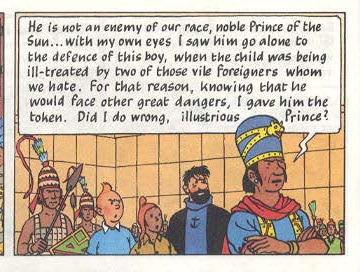 He is not an enemy of our race, noble Prince of the
Sun...with my own eyes I saw him go alone to
the defence of this boy, when the child was being
ill-treated by two of those vile foreigners whom
we hate. For that reason, knowing that he
would face other great dangers, I gave him the
token. Did I do wrong, illustrious Prince?